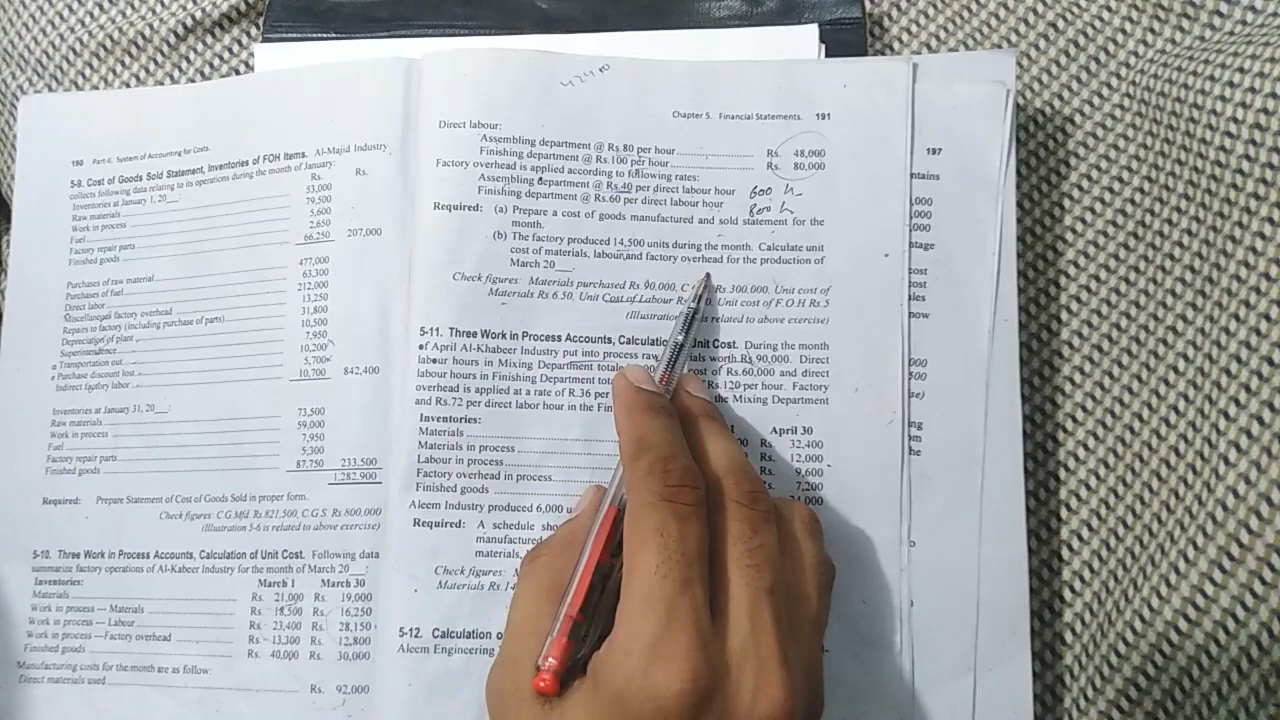 190 Part 4. System of Accounting for Costs.
5-9. Cost of Goods Sold Statement, Inventories of FOH Items. Al-Majid Industry
collects following data relating to its operations during the month of January:
Rs. Rs.
Inventories at January 1, 20__:
Raw materials 53,000
Work in process 79,500
Fuel 5,600
Factory repair parts 2,650
Finished goods 66,250 207,000
Purchases of raw material 477,000
Purchases of fuel 63,300
Direct labor 212,000
Miscellaneous factory overhead 13,250
Repairs to factory (including purchase of parts) 31,800
Depreciation of plant 10,500
Superintendence 7,950
Transportation out 10,200
Purchase discount lost 5,700
Indirect factory labor 10,700 842,400
Inventories at January 31, 20__:
Raw materials 73,500
Work in process 59,000
Fuel 7,950
Factory repair parts 5,300
Finished goods 87,750 233,500
1,282,900
Required: Prepare Statement of Cost of Goods Sold in proper form.
Check figures: C.G.Mfd. Rs.821,500, C.G.S. Rs 800,000
(Illustration 5-6 is related to above exercise)
5-10. Three Work in Process Accounts, Calculation of Unit Cost. Following data
summarize factory operations of Al-Kabeer Industry for the month of March 20__:
Inventories: March 1 March 30
Materials Rs. 21,000 Rs. 19,000
Work in process — Materials Rs. 18,500 Rs. 16,250
Work in process — Labour Rs. 23,400 Rs. 28,150
Work in process —Factory overhead Rs. 13,300 Rs. 12,800
Finished goods Rs. 40,000 Rs. 30,000
Manufacturing costs for the month are as follow:
Direct materials used Rs. 92,000
Chapter 5. Financial Statements. 191
Direct labour:
Assembling department @ Rs.80 per hour Rs. 48,000
Finishing department @ Rs.100 per hour Rs. 80,000
Factory overhead is applied according to following rates:
Assembling department @ Rs.40 per direct labour hour 600 h
Finishing department @ Rs.60 per direct labour hour 800 h
Required: (a) Prepare a cost of goods manufactured and sold statement for the
month.
(b) The factory produced 14,500 units during the month. Calculate unit
cost of materials, labour, and factory overhead for the production of
March 20__.
Check figures: Materials purchased Rs.90,000, C Rs.300,000, Unit cost of
Materials Rs.6.50, Unit Cost of Labour 0, Unit cost of F.O.H Rs 5
(Illustration is related to above exercise)
5-11. Three Work in Process Accounts, Calculatio Unit Cost. During the month
of April Al-Khabeer Industry put into process raw ials worth Rs.90,000. Direct
labour hours in Mixing Department total cost of Rs.60,000 and direct
labour hours in Finishing Department Rs.120 per hour. Factory
overhead is applied at a rate of R.36 per the Mixing Department
and Rs.72 per direct labor hour in the Fin
Inventories: April 30
Materials Rs. 32,400
Materials in process Rs. 12,000
Labour in process Rs. 9,600
Factory overhead in process 7,200
Finished goods
Aleem Industry produced 6,000 u
Required: A schedule sho
manufactured
materials,
Check figures:
Materials Rs.14
5-12. Calculation o
Aleem Engineering
197
ntains
,000
,000
,000
ntage
cost
cost
ales
now
000
500
se)
ing
om
he